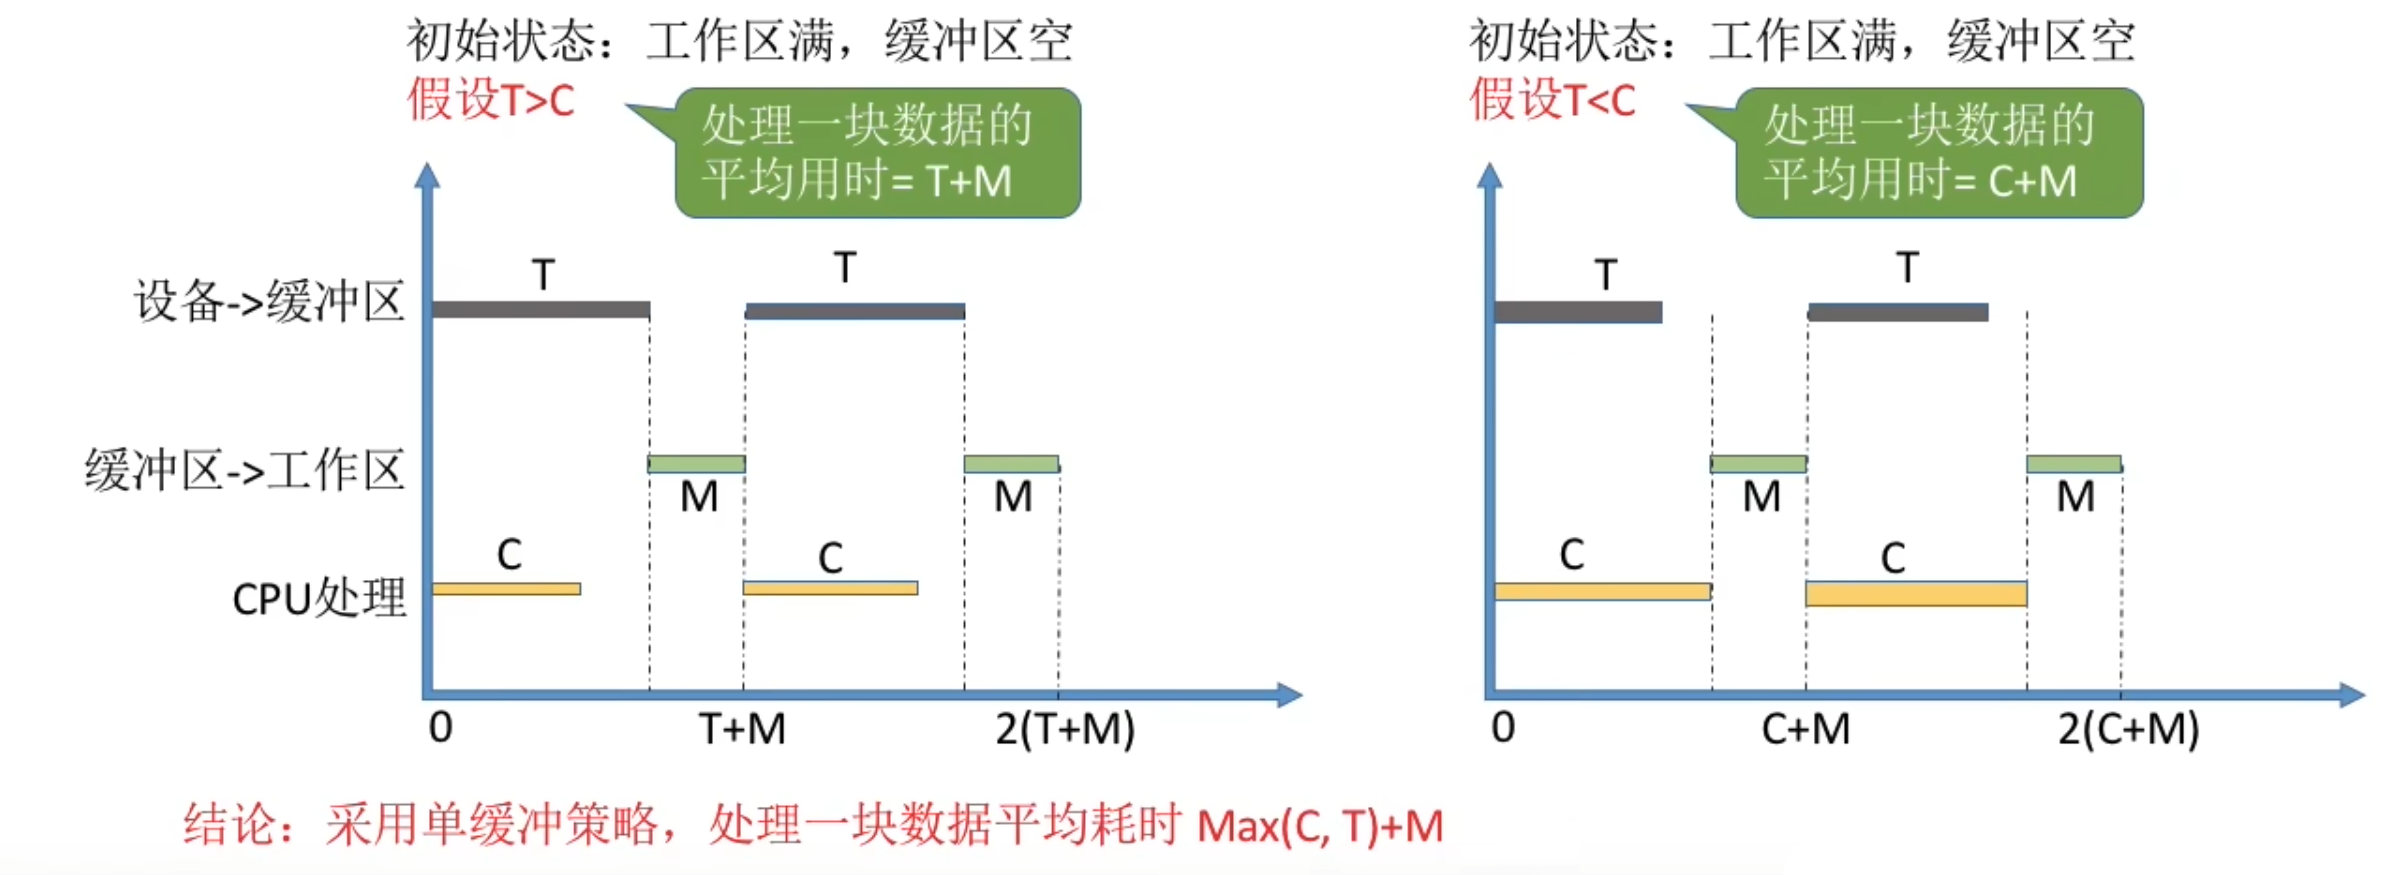 初始状态：工作区满，缓冲区空
假设T>C
处理一块数据的
平均用时= T+M
T
T
设备->缓冲区
缓冲区->工作区
M
M
C
C
CPU处理
0
T+M
2(T+M)
初始状态：工作区满，缓冲区空
假设T<C
处理一块数据的
平均用时= C+M
T
T
M
M
C
C
0
C+M
2(C+M)
结论：采用单缓冲策略，处理一块数据平均耗时 Max(C, T)+M